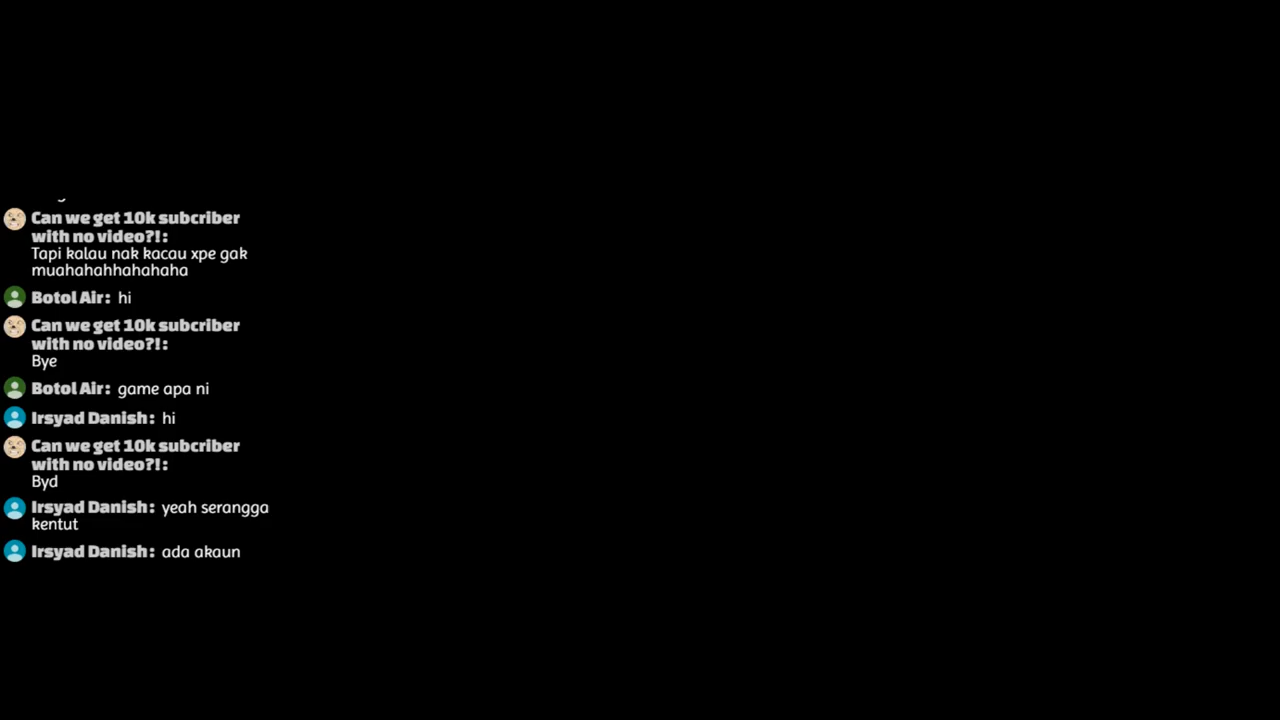 Can we get 10k subcriber
with no video?!:
Tapi kalau nak kacau xpe gak
muahahahhahahaha
Botol Air: hi
Can we get 10k subcriber
with no video?!:
Bye
Botol Air: game apa ni
Irsyad Danish: hi
Can we get 10k subcriber
with no video?!:
Byd
Irsyad Danish: yeah serangga
kentut
Irsyad Danish: ada akaun